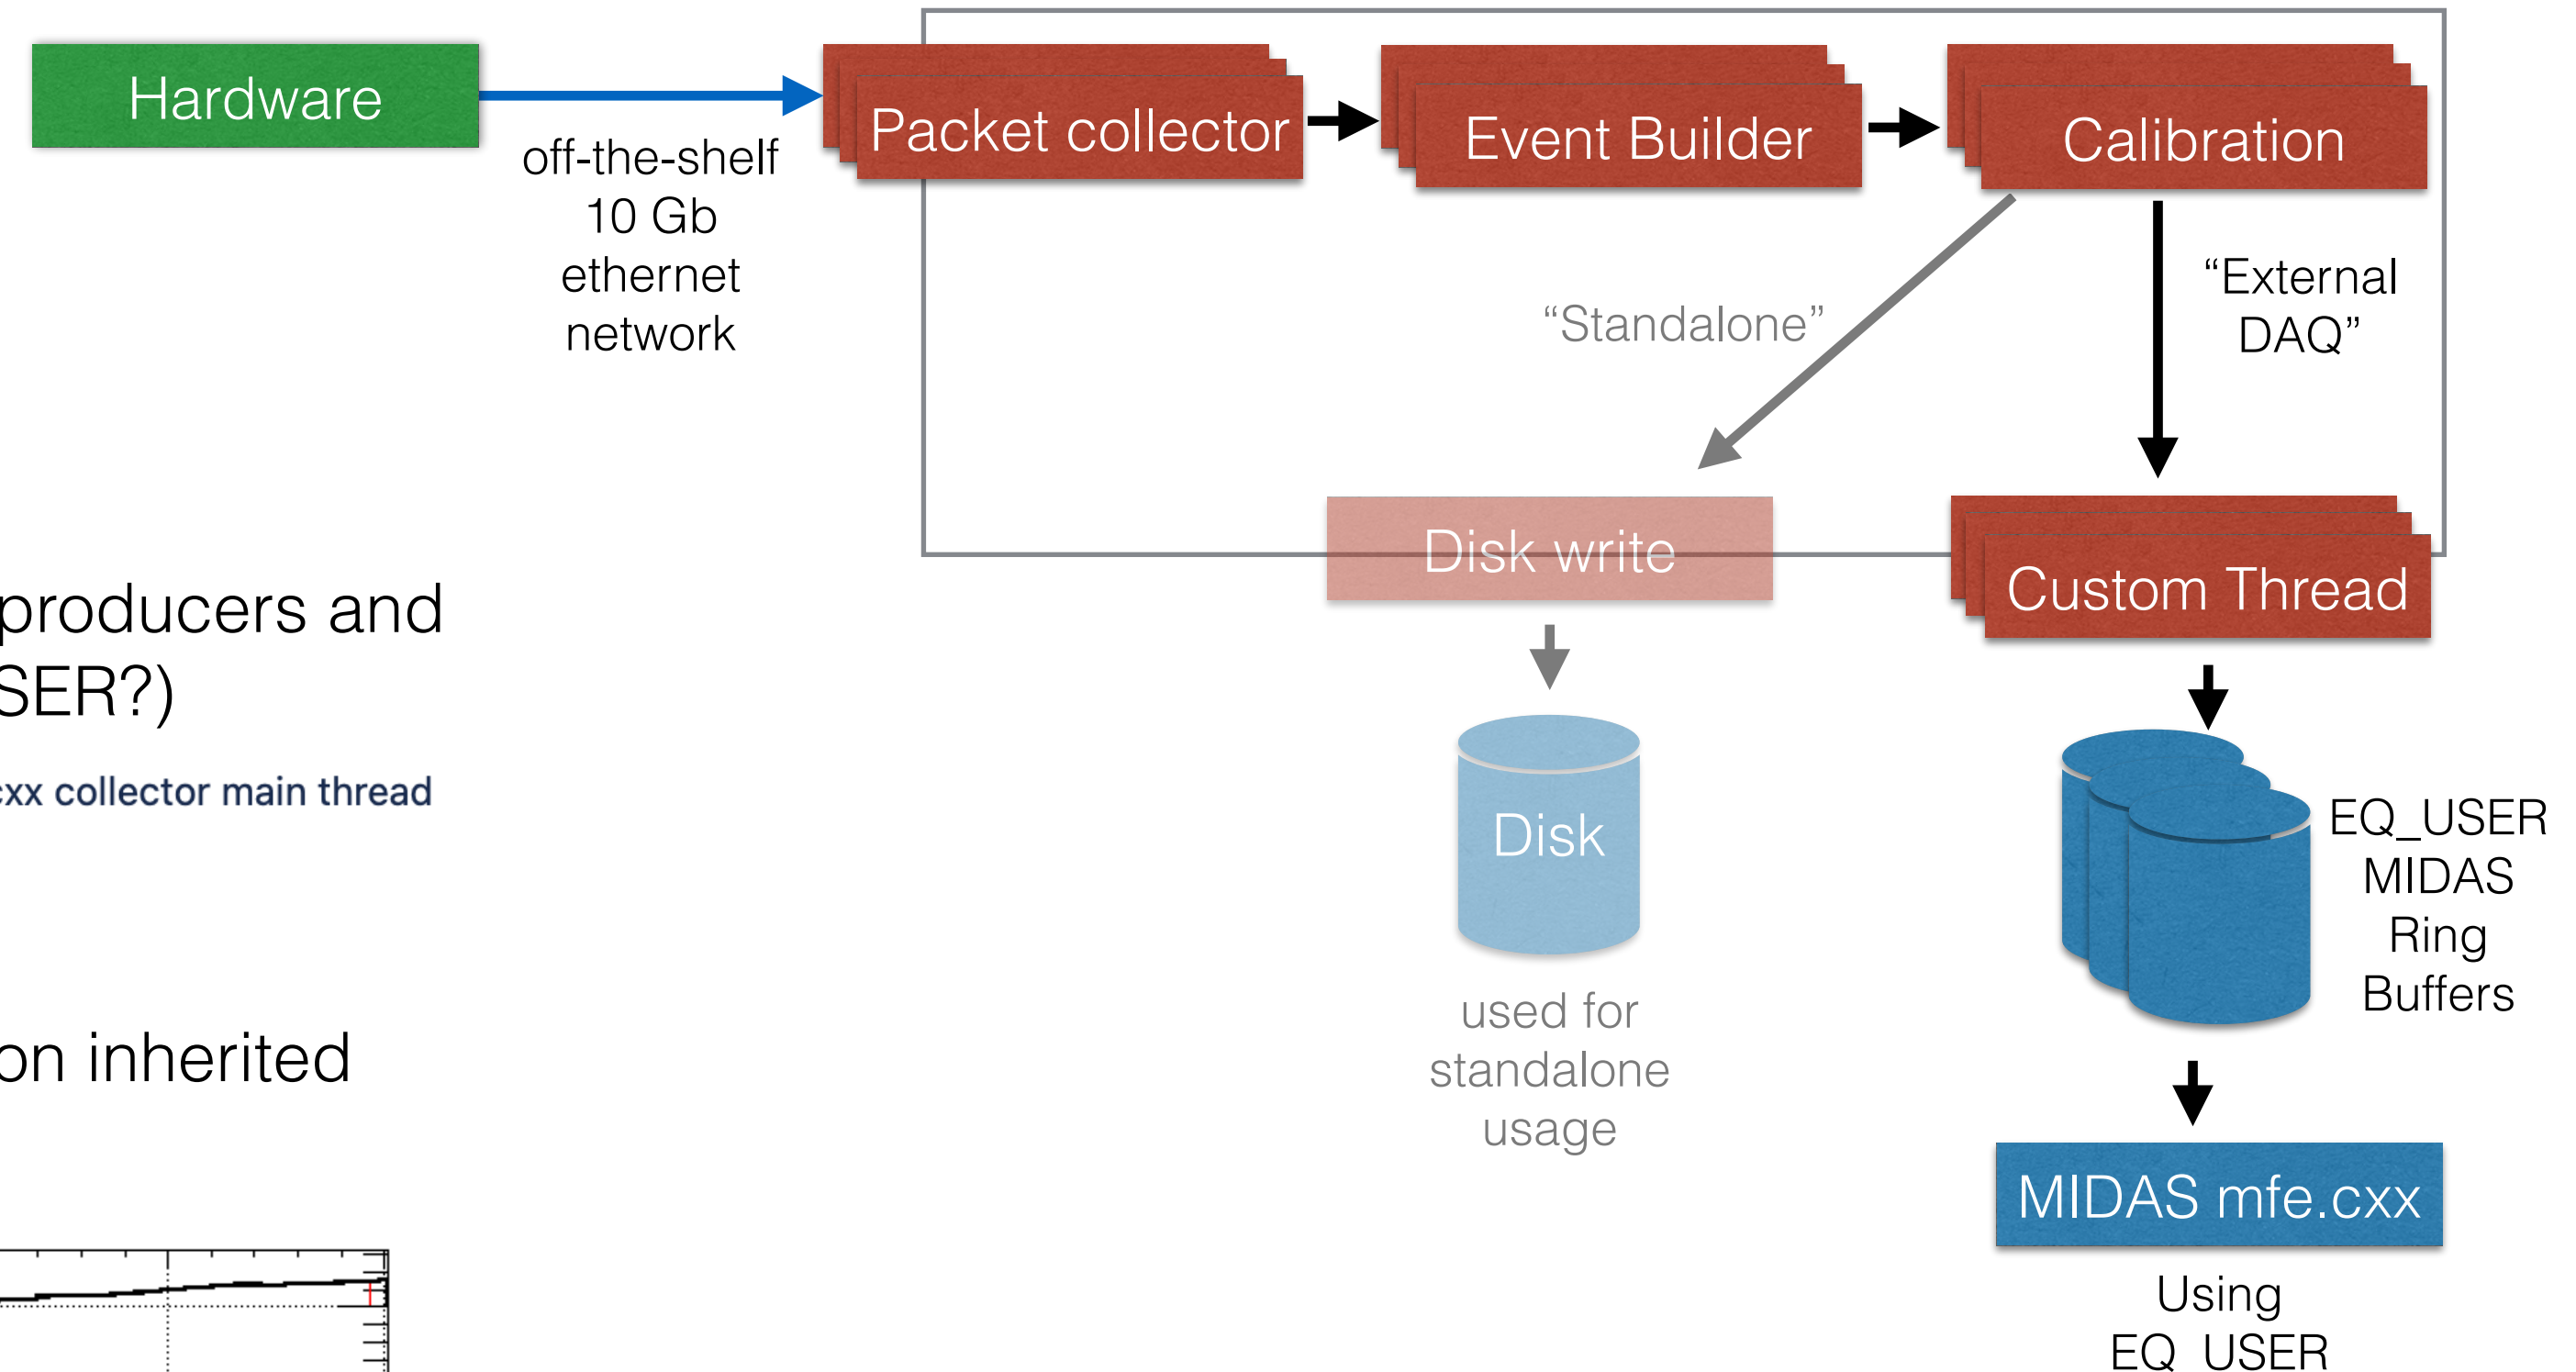 Hardware
off-the-shelf
10 Gb
ethernet
network
Packet collector
Event Builder
Calibration
“Standalone”
“External
DAQ”
Disk write
Custom Thread
producers and
SER?)
cxx collector main thread
Disk
used for
standalone
usage
EQ_USER
MIDAS
Ring
Buffers
on inherited
MIDAS mfe.cxx
Using
EQ_USER